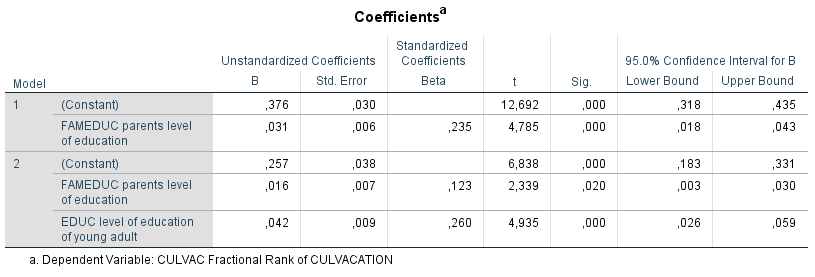 Coefficientsa
Unstandardized Coefficients Standardized Coefficients 95.0% Confidence Interval for B
Model B Std. Error Beta t Sig. Lower Bound Upper Bound
1 (Constant) ,376 ,030 12,692 ,000 ,318 ,435
FAMEDUC parents level of education ,031 ,006 ,235 4,785 ,000 ,018 ,043
2 (Constant) ,257 ,038 6,838 ,000 ,183 ,331
FAMEDUC parents level of education ,016 ,007 ,123 2,339 ,020 ,003 ,030
EDUC level of education of young adult ,042 ,009 ,260 4,935 ,000 ,026 ,059
a. Dependent Variable: CULVAC Fractional Rank of CULVACATION